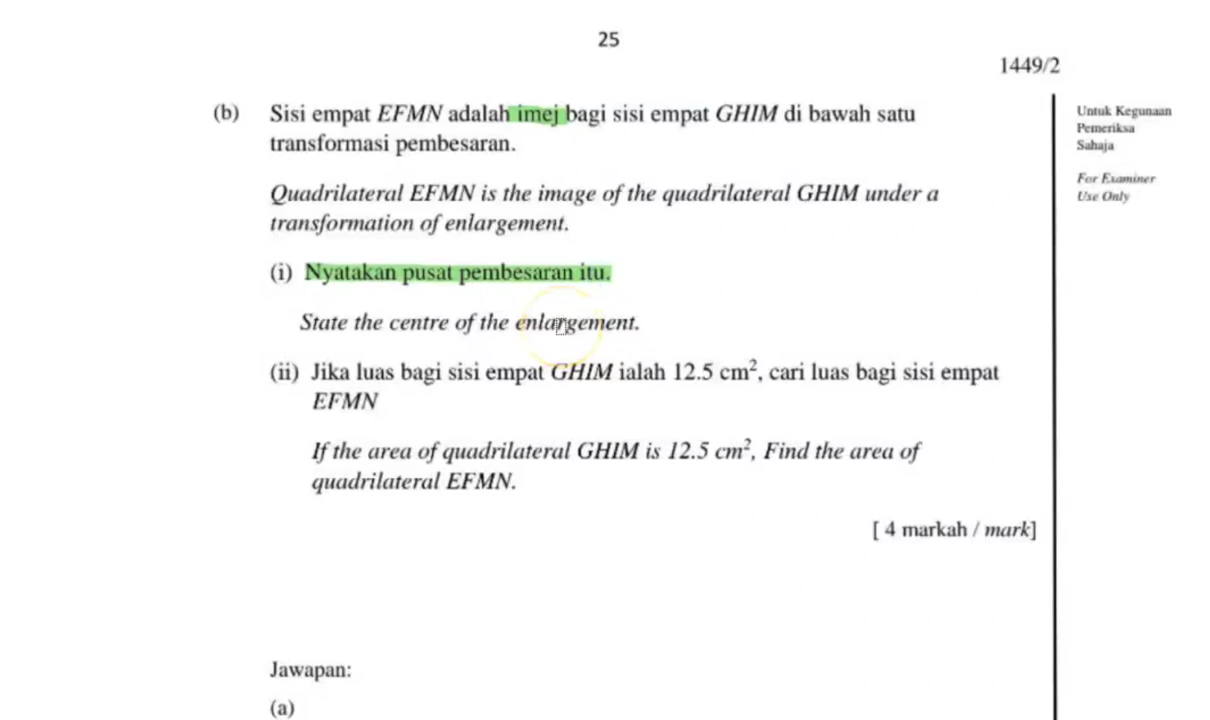 25
1449/2
(b) Sisi empat EFMN adalah imej bagi sisi empat GHIM di bawah satu
transformasi pembesaran.
Quadrilateral EFMN is the image of the quadrilateral GHIM under a
transformation of enlargement.
(i) Nyatakan pusat pembesaran itu.
State the centre of the enlargement.
(ii) Jika luas bagi sisi empat GHIM ialah 12.5 cm², cari luas bagi sisi empat
EFMN
If the area of quadrilateral GHIM is 12.5 cm², Find the area of
quadrilateral EFMN.
[ 4 markah / mark]
Jawapan:
(a)
Untuk Kegunaan
Pemeriksa
Sahaja
For Examiner
Use Only